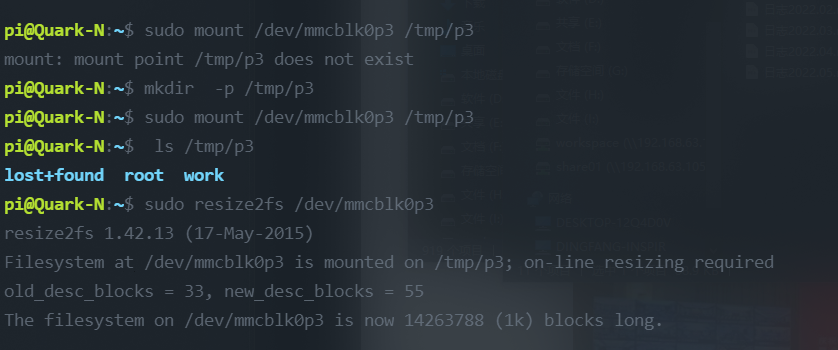 pi@Quark-N:~$ sudo mount /dev/mmcblk0p3 /tmp/p3
mount: mount point /tmp/p3 does not exist
pi@Quark-N:~$ mkdir  -p /tmp/p3
pi@Quark-N:~$ sudo mount /dev/mmcblk0p3 /tmp/p3
pi@Quark-N:~$  ls /tmp/p3
lost+found  root  work
pi@Quark-N:~$ sudo resize2fs /dev/mmcblk0p3
resize2fs 1.42.13 (17-May-2015)
Filesystem at /dev/mmcblk0p3 is mounted on /tmp/p3; on-line resizing required
old_desc_blocks = 33, new_desc_blocks = 55
The filesystem on /dev/mmcblk0p3 is now 14263788 (1k) blocks long.